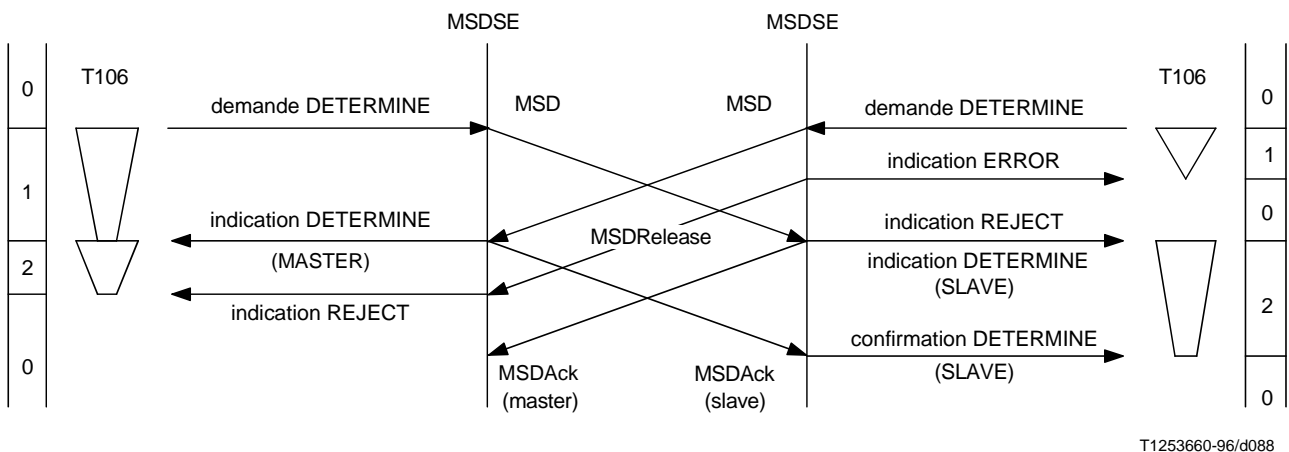 MSDSE MSDSE
T106 T106
0 0
demande DETERMINE MSD MSD demande DETERMINE
indication ERROR 1
1
indication DETERMINE MSDRelease indication REJECT 0
(MASTER) indication DETERMINE
2 (SLAVE)
indication REJECT 2
confirmation DETERMINE
0 MSDAck MSDAck (SLAVE)
(master) (slave) 0
T1253660-96/d088